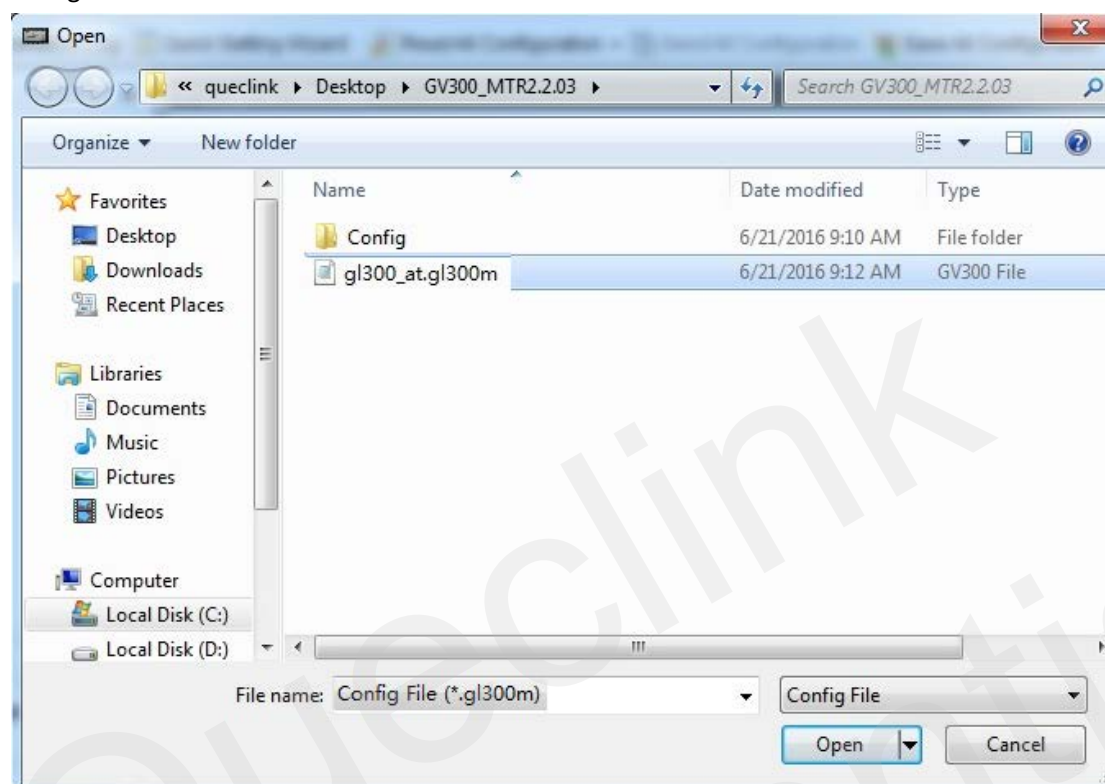 Open
« queclink ▸ Desktop ▸ GV300_MTR2.2.03 ▸ Search GV300_MTR2.2.03
Organize New folder
Name Date modified Type
Favorites
Desktop
Downloads
Recent Places
Libraries
Documents
Music
Pictures
Videos
Computer
Local Disk (C:)
Local Disk (D:)
Config 6/21/2016 9:10 AM File folder
gl300_at.gl300m 6/21/2016 9:12 AM GV300 File
File name: Config File (*.gl300m) Config File
Open Cancel
Queclink